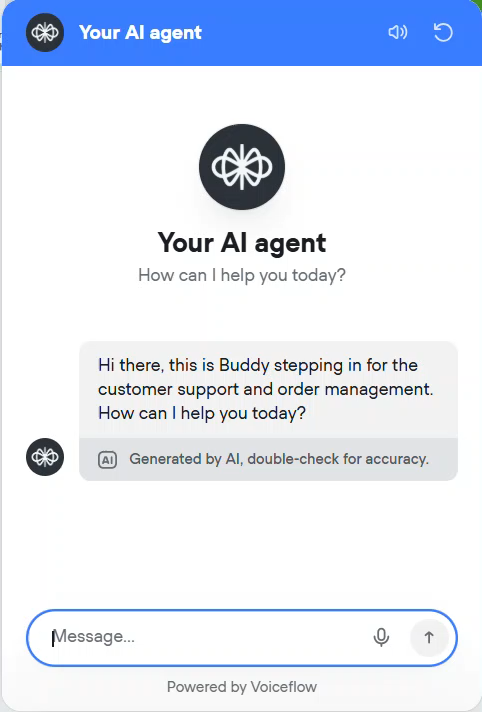 Your AI agent
Your AI agent
How can I help you today?
Hi there, this is Buddy stepping in for the
customer support and order management.
How can I help you today?
AI Generated by AI, double-check for accuracy.
Message...
Powered by Voiceflow